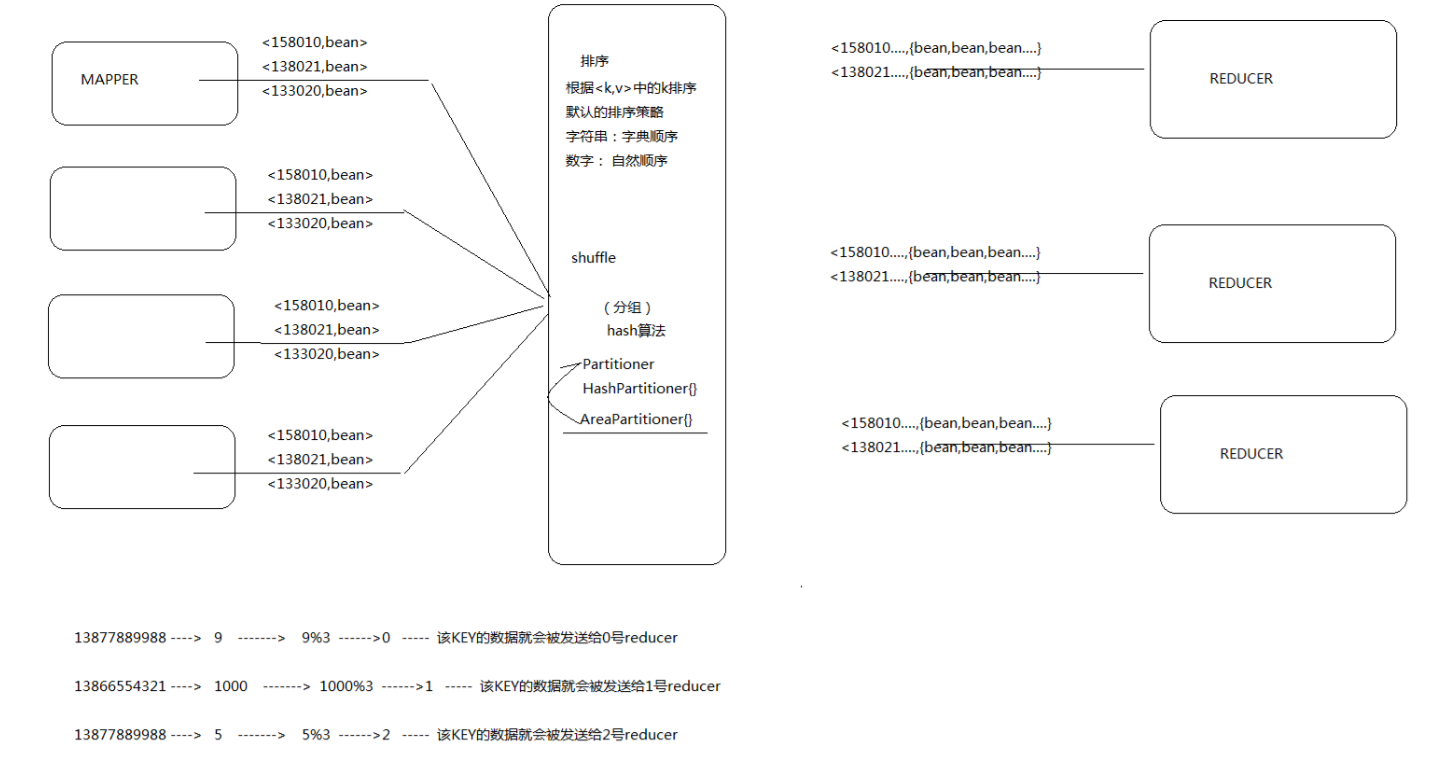 MAPPER
<158010,bean>
<138021,bean>
<133020,bean>
<158010,bean>
<138021,bean>
<133020,bean>
<158010,bean>
<138021,bean>
<133020,bean>
<158010,bean>
<138021,bean>
<133020,bean>
排序
根据<k,v>中的k排序
默认的排序策略
字符串：字典顺序
数字： 自然顺序
shuffle
（分组）
hash算法
Partitioner
HashPartitioner{}
AreaPartitioner{}
<158010....,{bean,bean,bean....}
<138021....,{bean,bean,bean....}
REDUCER
<158010....,{bean,bean,bean....}
<138021....,{bean,bean,bean....}
REDUCER
<158010....,{bean,bean,bean....}
<138021....,{bean,bean,bean....}
REDUCER
13877889988 ----> 9 -------> 9%3 ------>0 ----- 该KEY的数据就会被发送给0号reducer
13866554321 ----> 1000 -------> 1000%3 ------>1 ----- 该KEY的数据就会被发送给1号reducer
13877889988 ----> 5 -------> 5%3 ------>2 ----- 该KEY的数据就会被发送给2号reducer